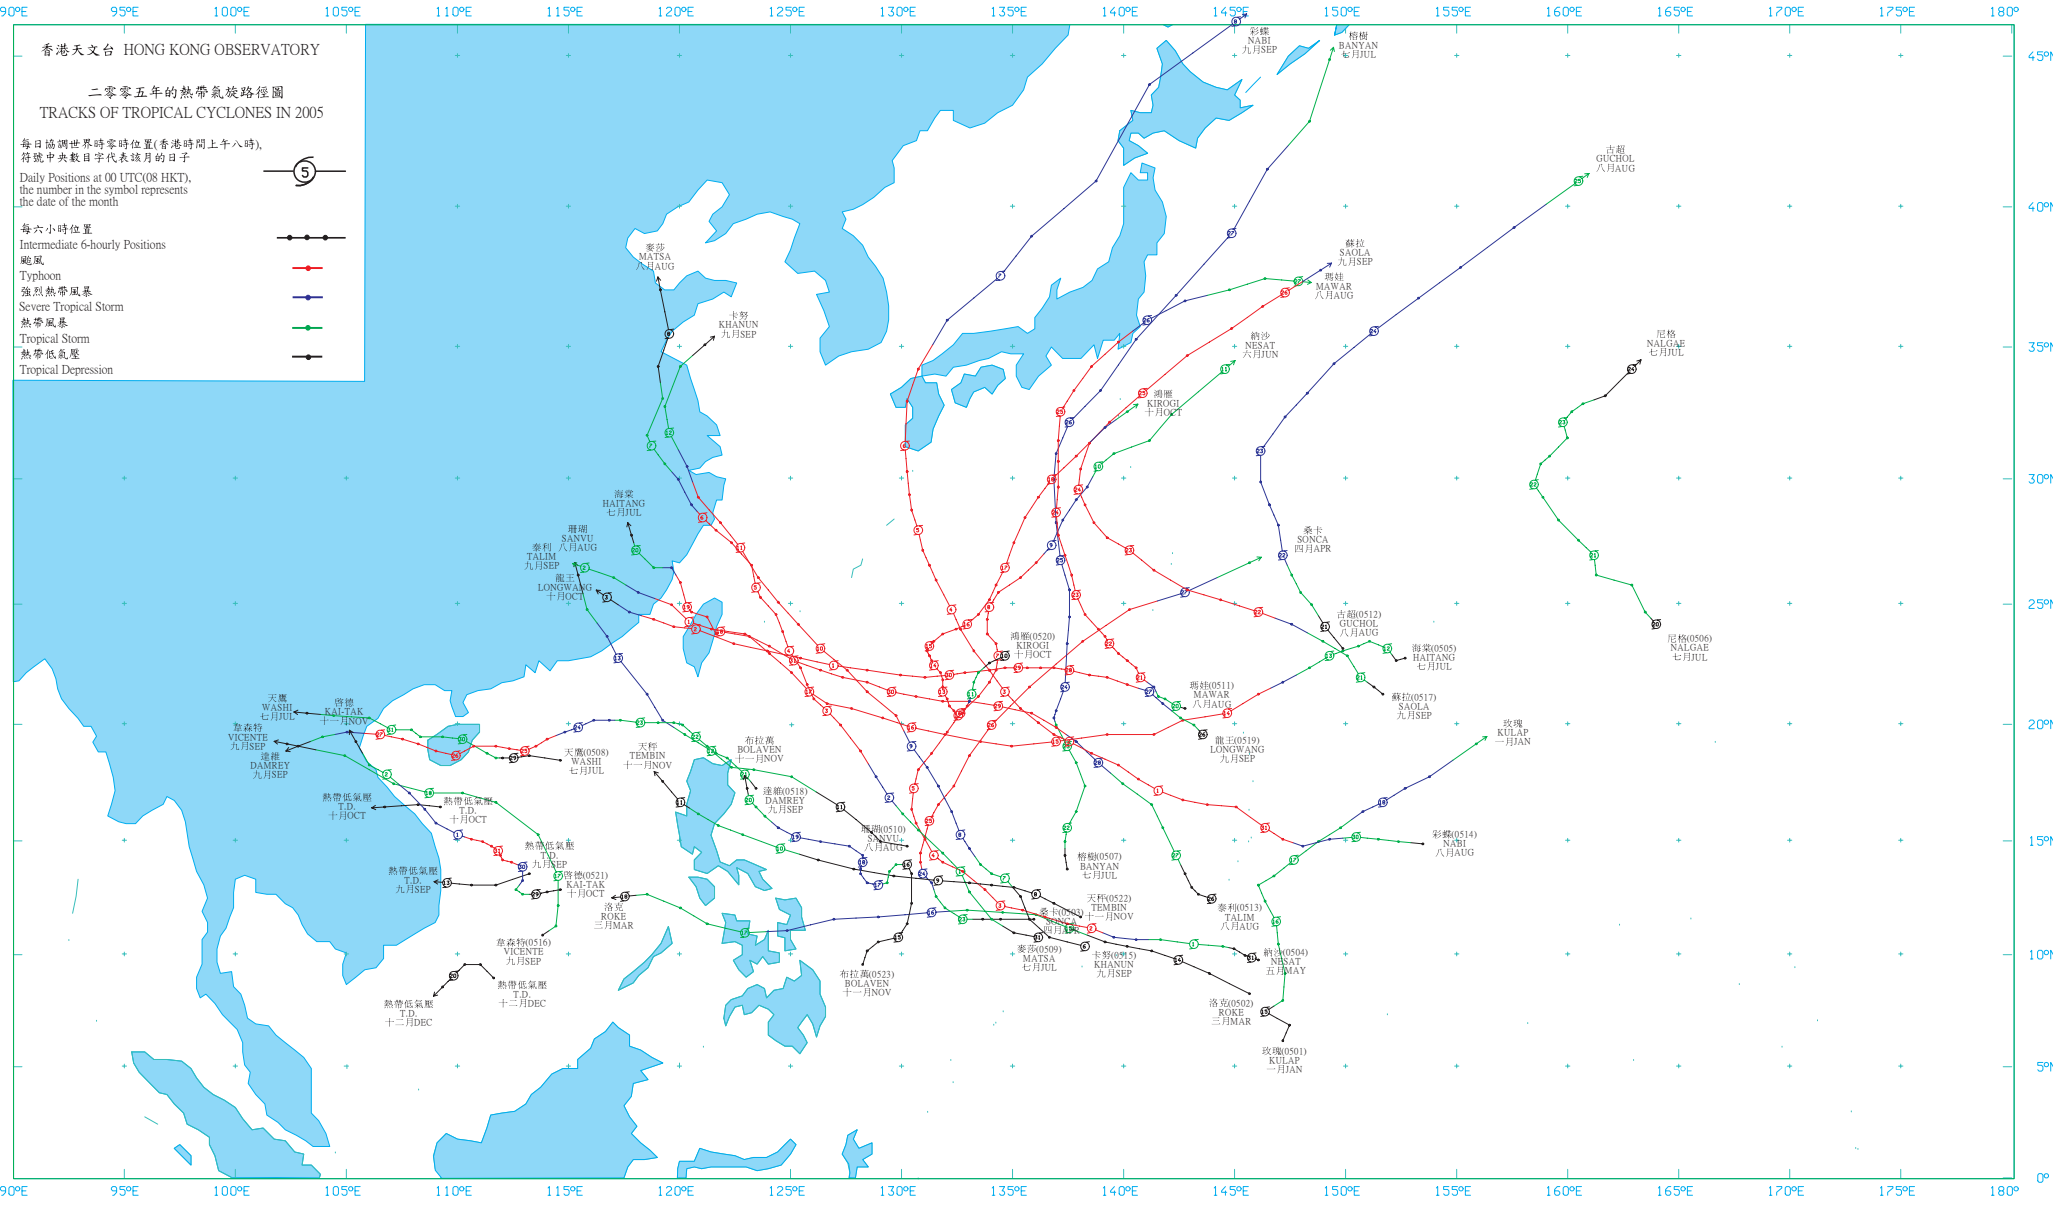 90°E 95°E 100°E 105°E 110°E 115°E 120°E 125°E 130°E 135°E 140°E 145°E 150°E 155°E 160°E 165°E 170°E 175°E 180°
香港天文台 HONG KONG OBSERVATORY
二零零五年的熱帶氣旋路徑圖
TRACKS OF TROPICAL CYCLONES IN 2005
每日協調世界時零時位置(香港時間上午八時),
符號中央數目字代表該月的日子
Daily Positions at 00 UTC(08 HKT),
the number in the symbol represents
the date of the month
5
每六小時位置
Intermediate 6-hourly Positions
颱風
Typhoon
強烈熱帶風暴
Severe Tropical Storm
熱帶風暴
Tropical Storm
熱帶低氣壓
Tropical Depression
彩蝶
NABI
九月SEP
榕樹
BANYAN
七月JUL
45°N
古超
GUCHOL
八月AUG
40°N
麥莎
MATSA
八月AUG
蘇拉
SAOLA
九月SEP
瑪娃
MAWAR
八月AUG
卡努
KHANUN
九月SEP
納沙
NESAT
六月JUN
尼格
NALGAE
七月JUL
35°N
鴻雁
KIROGI
十月OCT
30°N
海棠
HAITANG
七月JUL
珊瑚
SANVU
八月AUG
泰利
TALIM
九月SEP
龍王
LONGWANG
十月OCT
桑卡
SONCA
四月APR
25°N
古超(0512)
GUCHOL
八月AUG
尼格(0506)
NALGAE
七月JUL
鴻雁(0520)
KIROGI
十月OCT
海棠(0505)
HAITANG
七月JUL
瑪娃(0511)
MAWAR
八月AUG
蘇拉(0517)
SAOLA
九月SEP
天鷹
WASHI
七月JUL
啓德
KAI-TAK
十一月NOV
韋森特
VICENTE
九月SEP
達維
DAMREY
九月SEP
20°N
玫瑰
KULAP
一月JAN
龍王(0519)
LONGWANG
九月SEP
天鷹(0508)
WASHI
七月JUL
天秤
TEMBIN
十一月NOV
布拉萬
BOLAVEN
十一月NOV
達維(0518)
DAMREY
九月SEP
熱帶低氣壓
T.D.
十月OCT
熱帶低氣壓
T.D.
十月OCT
珊瑚(0510)
SANVU
八月AUG
彩蝶(0514)
NABI
八月AUG
15°N
熱帶低氣壓
T.D.
九月SEP
熱帶低氣壓
T.D.
九月SEP
啓德(0521)
KAI-TAK
十月OCT
榕樹(0507)
BANYAN
七月JUL
洛克
ROKE
三月MAR
天秤(0522)
TEMBIN
十一月NOV
桑卡(0503)
SONCA
四月APR
泰利(0513)
TALIM
八月AUG
韋森特(0516)
VICENTE
九月SEP
麥莎(0509)
MATSA
七月JUL
卡努(0515)
KHANUN
九月SEP
納沙(0504)
NESAT
五月MAY
10°N
布拉萬(0523)
BOLAVEN
十一月NOV
熱帶低氣壓
T.D.
十二月DEC
熱帶低氣壓
T.D.
十二月DEC
洛克(0502)
ROKE
三月MAR
玫瑰(0501)
KULAP
一月JAN
5°N
0°
90°E 95°E 100°E 105°E 110°E 115°E 120°E 125°E 130°E 135°E 140°E 145°E 150°E 155°E 160°E 165°E 170°E 175°E 180°